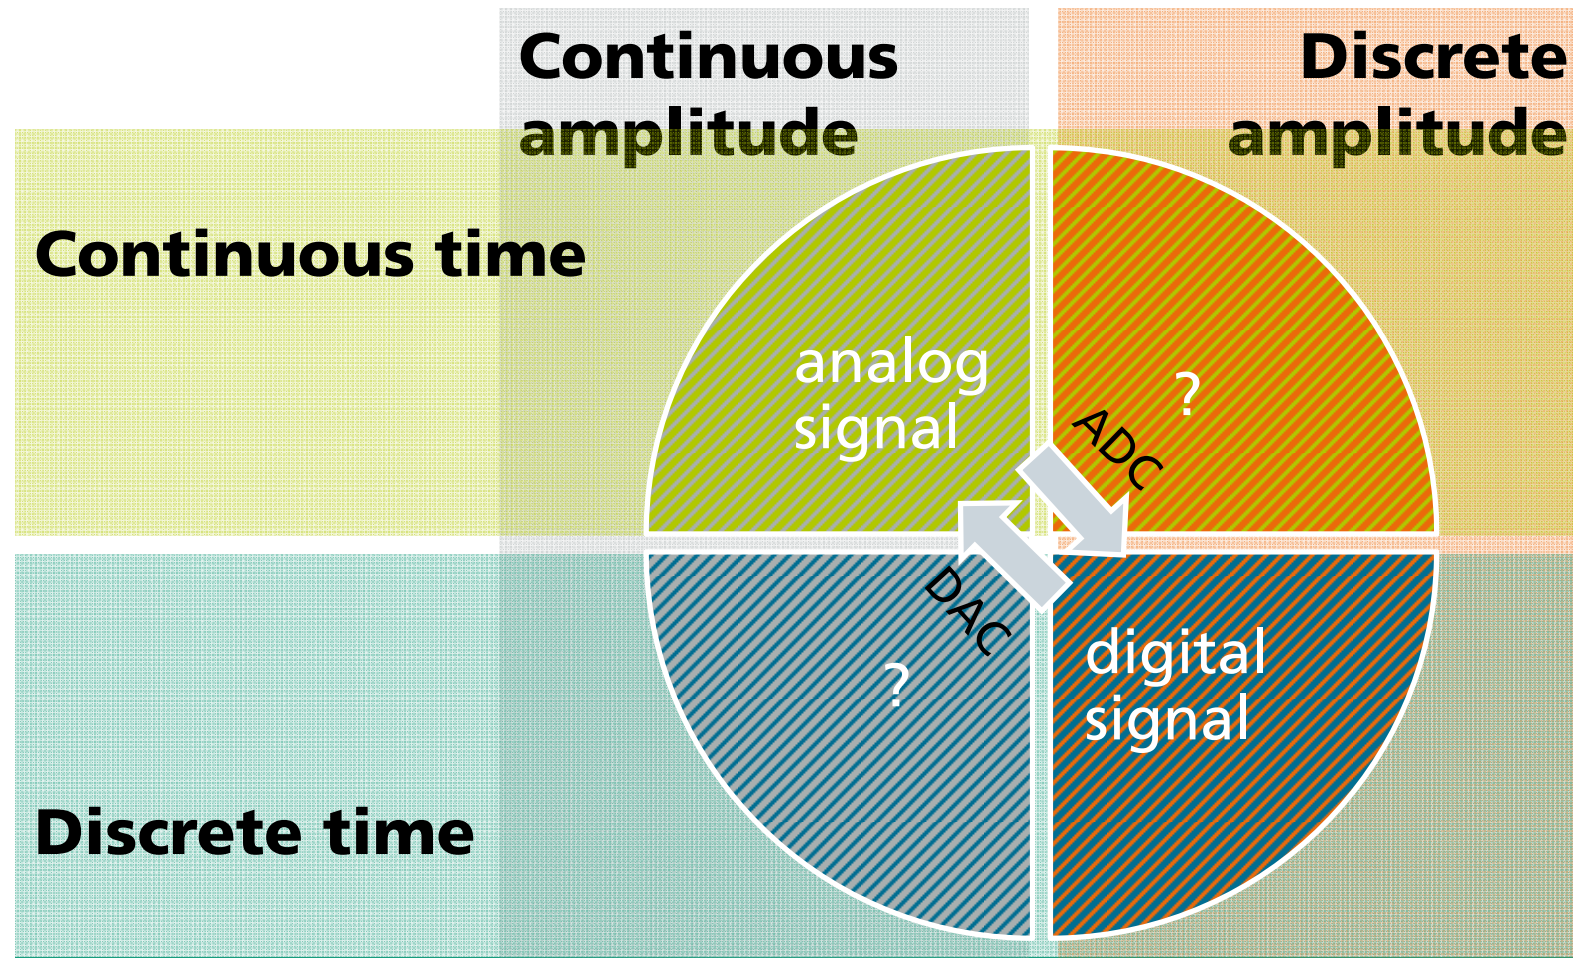 Continuous
amplitude
Discrete
amplitude
Continuous time
analog
signal
?
ADC
DAC
?
digital
signal
Discrete time